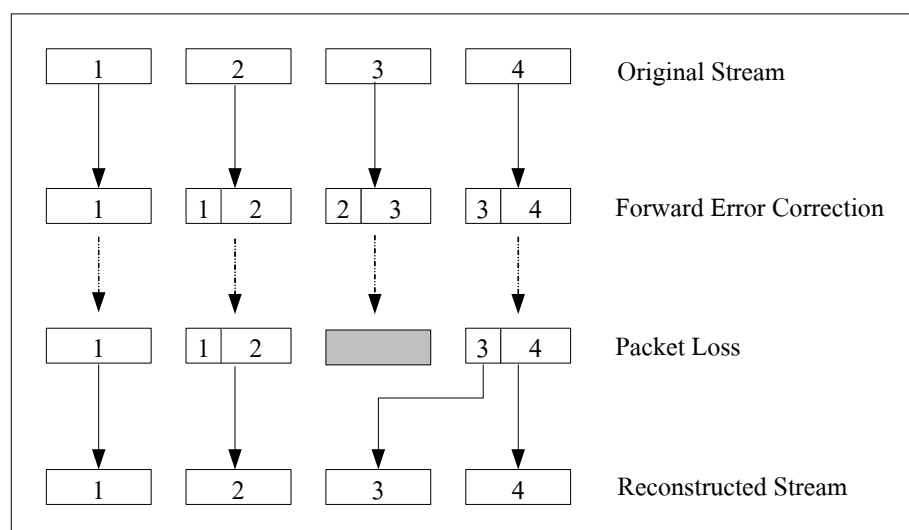 1 2 3 4 Original Stream
1 1 2 2 3 3 4 Forward Error Correction
1 1 2 3 4 Packet Loss
1 2 3 4 Reconstructed Stream